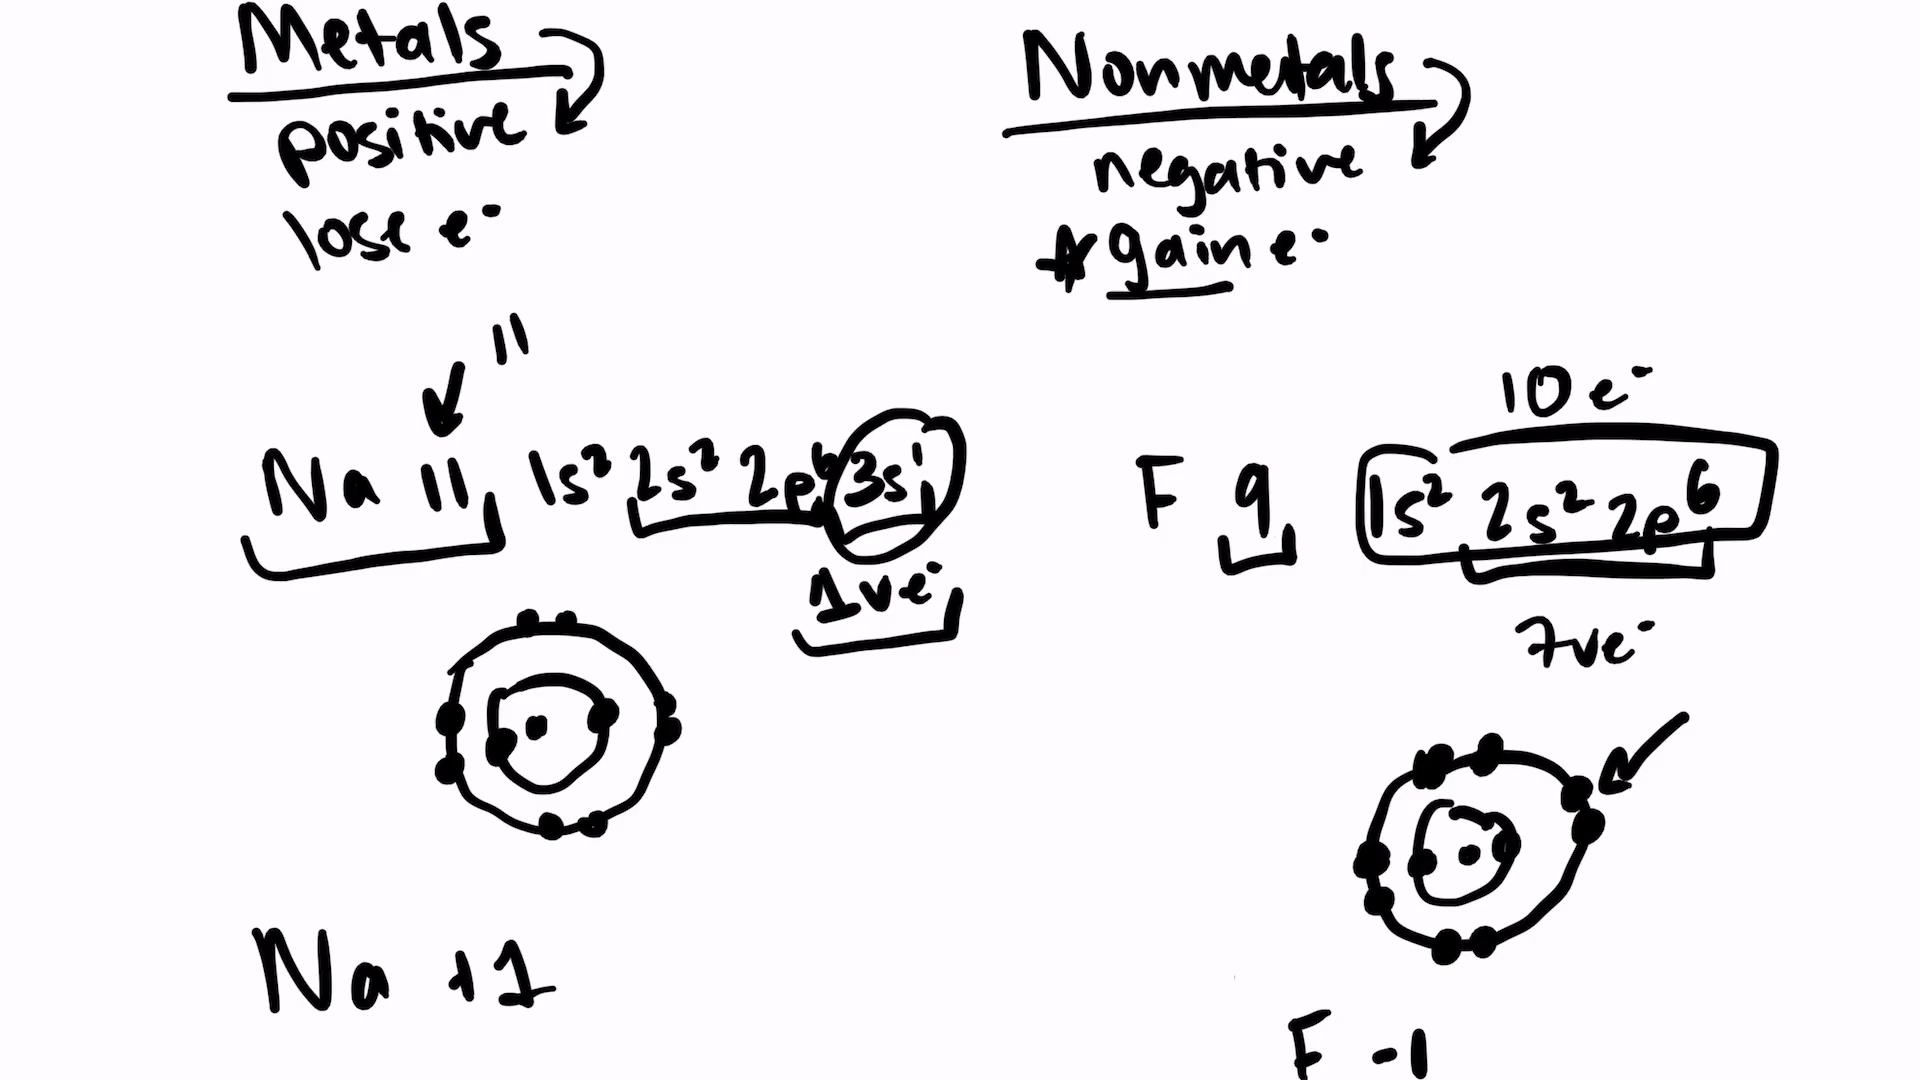 Metals
positive
lose e⁻
11
Na 11 1s² 2s² 2p⁶ 3s¹
1ve⁻
Na +1
Nonmetals
negative
*gain e⁻
10 e⁻
F 9 1s² 2s² 2p⁶
7ve⁻
F -1